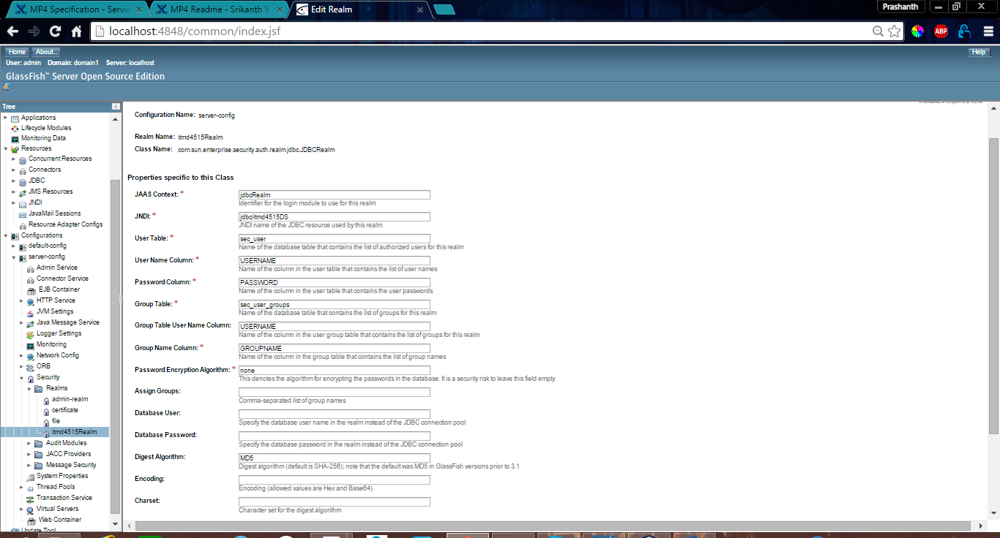 MP4 Specification - Servic
MP4 Readme - Srikanth V
Edit Realm
Prashanth
localhost:4848/common/index.jsf
ABP
Home
About...
Help
User: admin Domain: domain1 Server: localhost
GlassFish™ Server Open Source Edition
Tree
Applications
Lifecycle Modules
Monitoring Data
Resources
Concurrent Resources
Connectors
JDBC
JMS Resources
JNDI
JavaMail Sessions
Resource Adapter Configs
Configurations
default-config
server-config
Admin Service
Connector Service
EJB Container
HTTP Service
JVM Settings
Java Message Service
Logger Settings
Monitoring
Network Config
ORB
Security
Realms
admin-realm
certificate
file
itmd4515Realm
Audit Modules
JACC Providers
Message Security
System Properties
Thread Pools
Transaction Service
Virtual Servers
Web Container
Update Tool
Configuration Name: server-config
Realm Name: itmd4515Realm
Class Name: com.sun.enterprise.security.auth.realm.jdbc.JDBCRealm
Properties specific to this Class
JAAS Context: * jdbcRealm
Identifier for the login module to use for this realm
JNDI: * jdbc/itmd4515DS
JNDI name of the JDBC resource used by this realm
User Table: * sec_user
Name of the database table that contains the list of authorized users for this realm
User Name Column: * USERNAME
Name of the column in the user table that contains the list of user names
Password Column: * PASSWORD
Name of the column in the user table that contains the user passwords
Group Table: * sec_user_groups
Name of the database table that contains the list of groups for this realm
Group Table User Name Column: USERNAME
Name of the column in the user group table that contains the list of groups for this realm
Group Name Column: * GROUPNAME
Name of the column in the group table that contains the list of group names
Password Encryption Algorithm: * none
This denotes the algorithm for encrypting the passwords in the database. It is a security risk to leave this field empty.
Assign Groups:
Comma-separated list of group names
Database User:
Specify the database user name in the realm instead of the JDBC connection pool
Database Password:
Specify the database password in the realm instead of the JDBC connection pool
Digest Algorithm: MD5
Digest algorithm (default is SHA-256); note that the default was MD5 in GlassFish versions prior to 3.1
Encoding:
Encoding (allowed values are Hex and Base64)
Charset:
Character set for the digest algorithm